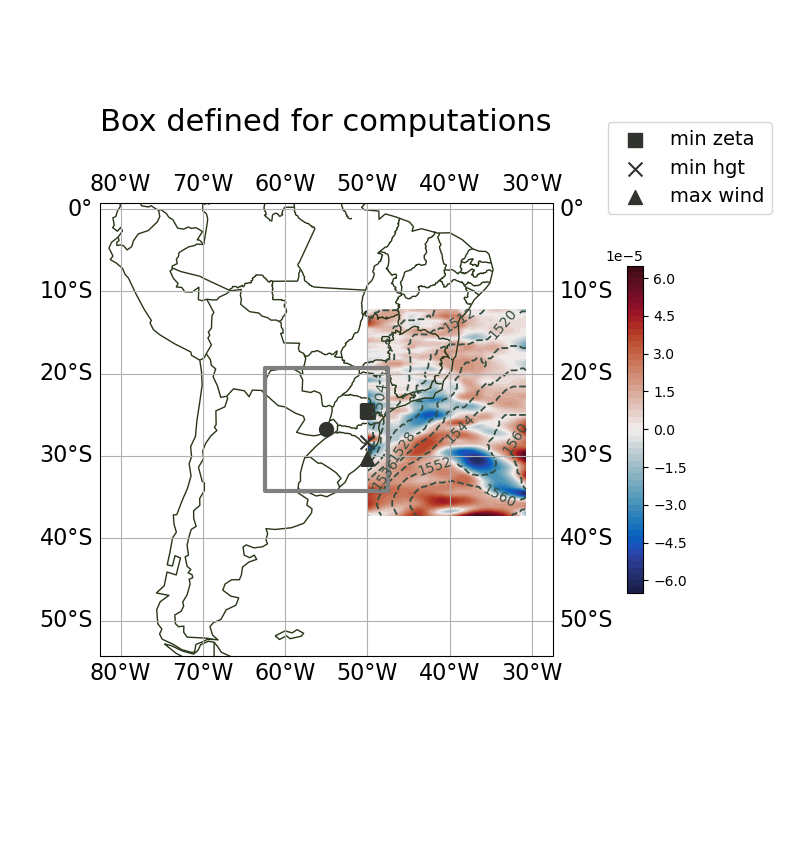 Box defined for computations
min zeta
min hgt
max wind
80°W 70°W 60°W 50°W 40°W 30°W
0° 0°
1e−5
6.0
10°S 10°S
4.5
1512 1520
3.0
20°S 20°S
1.5
1504
0.0
1544 1560
1528
30°S 30°S
1536 1552
−1.5
1560
−3.0
40°S 40°S
−4.5
−6.0
50°S 50°S
80°W 70°W 60°W 50°W 40°W 30°W